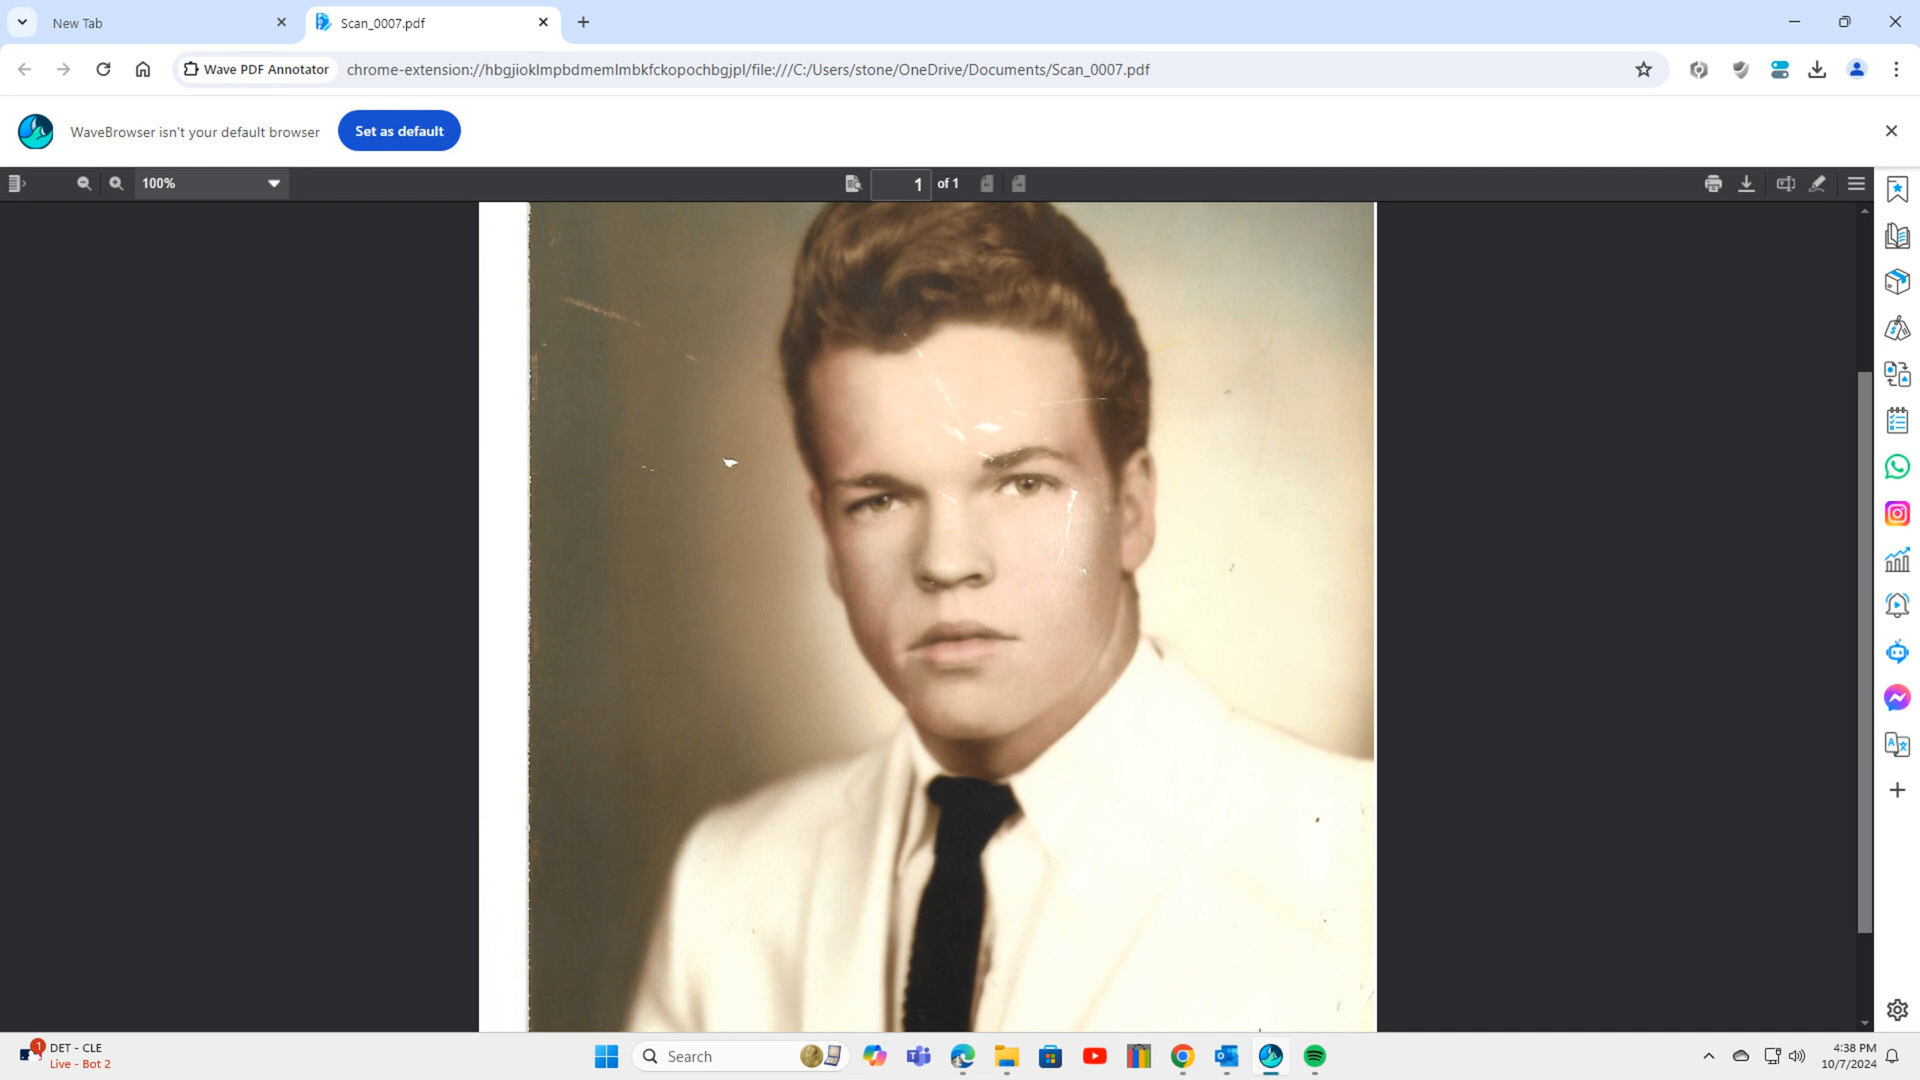 New Tab
Scan_0007.pdf
Wave PDF Annotator
chrome-extension://hbgjioklmpbdmemlmbkfckopochbgjpl/file:///C:/Users/stone/OneDrive/Documents/Scan_0007.pdf
WaveBrowser isn't your default browser
Set as default
100%
1 of 1
1
DET - CLE
Live - Bot 2
Search
4:38 PM
10/7/2024